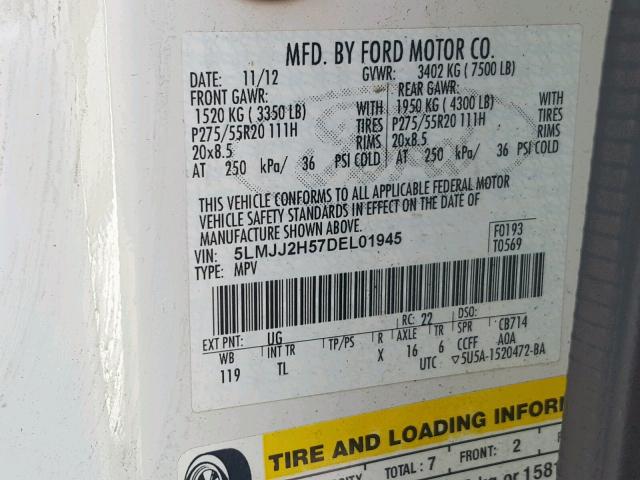 MFD. BY FORD MOTOR CO.
DATE: 11/12 GVWR: 3402 KG ( 7500 LB)
FRONT GAWR: REAR GAWR:
1520 KG ( 3350 LB) WITH 1950 KG ( 4300 LB) WITH
P275/55R20 111H TIRES P275/55R20 111H TIRES
20x8.5 RIMS 20x8.5 RIMS
AT 250 kPa/ 36 PSI COLD AT 250 kPa/ 36 PSI COLD
THIS VEHICLE CONFORMS TO ALL APPLICABLE FEDERAL MOTOR
VEHICLE SAFETY STANDARDS IN EFFECT ON THE DATE OF
MANUFACTURE SHOWN ABOVE.
VIN: 5LMJJ2H57DEL01945 F0193
TYPE: MPV T0569
EXT PNT: UG RC: 22 DSO:
WB INT TR TP/PS R AXLE TR SPR CB714
119 TL X 16 6 CCFF AOA
UTC ▽5U5A-1520472-BA
TIRE AND LOADING INFOR
TOTAL: 7 FRONT: 2
kg or 158